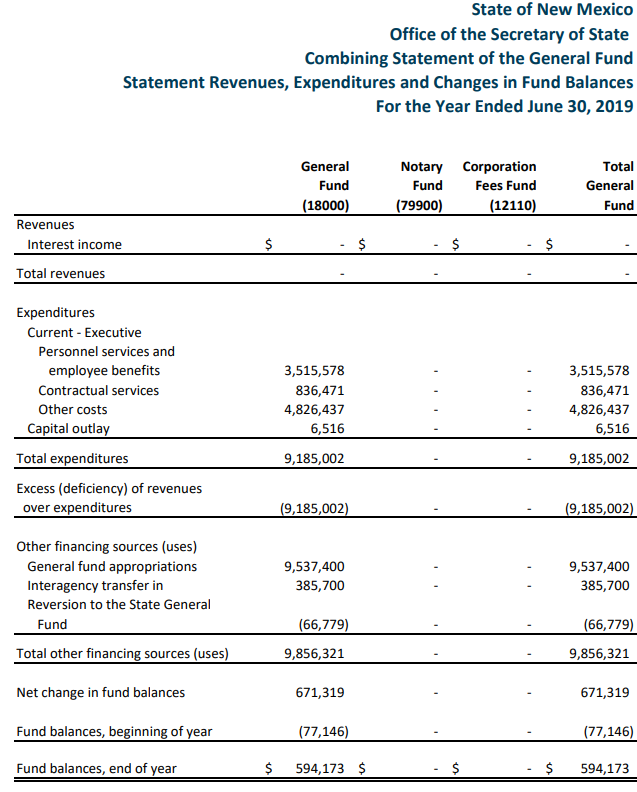 State of New Mexico
Office of the Secretary of State
Combining Statement of the General Fund
Statement Revenues, Expenditures and Changes in Fund Balances
For the Year Ended June 30, 2019
General Notary Corporation Total
Fund Fund Fees Fund General
(18000) (79900) (12110) Fund
Revenues
Interest income $ - $ - $ - $ -
Total revenues - - - -
Expenditures
Current - Executive
Personnel services and
employee benefits 3,515,578 - - 3,515,578
Contractual services 836,471 - - 836,471
Other costs 4,826,437 - - 4,826,437
Capital outlay 6,516 - - 6,516
Total expenditures 9,185,002 - - 9,185,002
Excess (deficiency) of revenues
over expenditures (9,185,002) - - (9,185,002)
Other financing sources (uses)
General fund appropriations 9,537,400 - - 9,537,400
Interagency transfer in 385,700 - - 385,700
Reversion to the State General
Fund (66,779) - - (66,779)
Total other financing sources (uses) 9,856,321 - - 9,856,321
Net change in fund balances 671,319 - - 671,319
Fund balances, beginning of year (77,146) - - (77,146)
Fund balances, end of year $ 594,173 $ - $ - $ 594,173